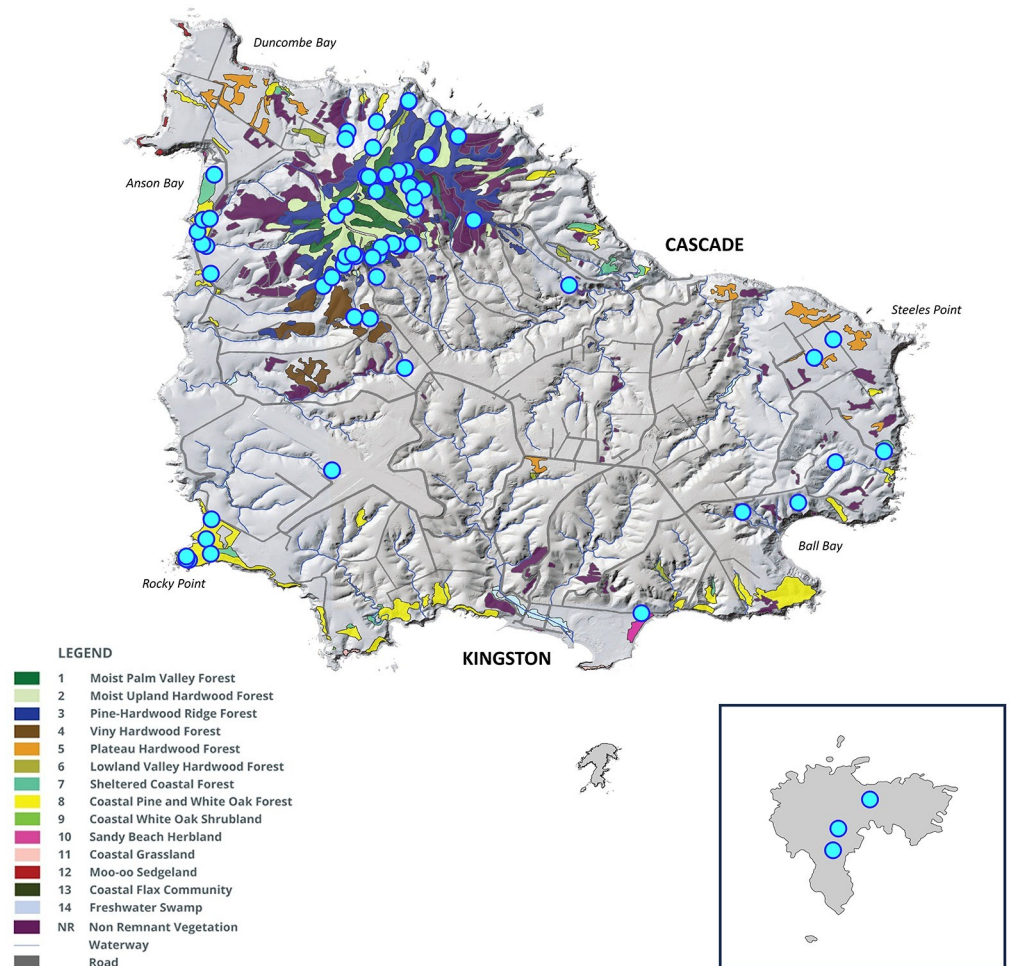 Duncombe Bay
Anson Bay
CASCADE
Steeles Point
Ball Bay
Rocky Point
KINGSTON
LEGEND
1 Moist Palm Valley Forest
2 Moist Upland Hardwood Forest
3 Pine-Hardwood Ridge Forest
4 Viny Hardwood Forest
5 Plateau Hardwood Forest
6 Lowland Valley Hardwood Forest
7 Sheltered Coastal Forest
8 Coastal Pine and White Oak Forest
9 Coastal White Oak Shrubland
10 Sandy Beach Herbland
11 Coastal Grassland
12 Moo-oo Sedgeland
13 Coastal Flax Community
14 Freshwater Swamp
NR Non Remnant Vegetation
Waterway
Road